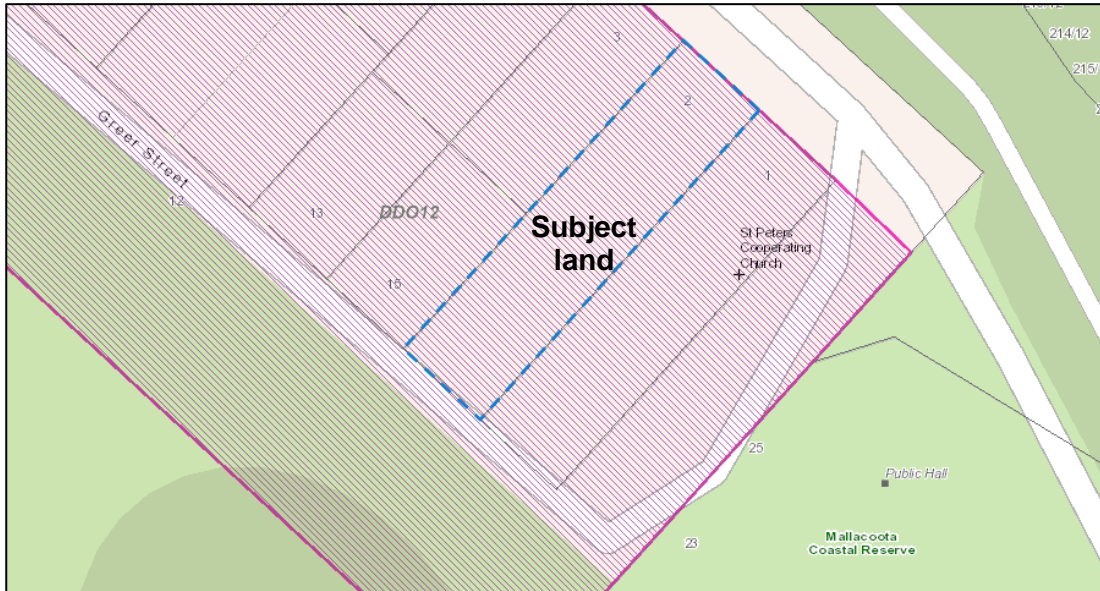 214/12
215/
3
2
Greer Street
12
13
DDO12
1
Subject
land
St Peters
Cooperating
Church
15
25
Public Hall
23
Mallacoota
Coastal Reserve